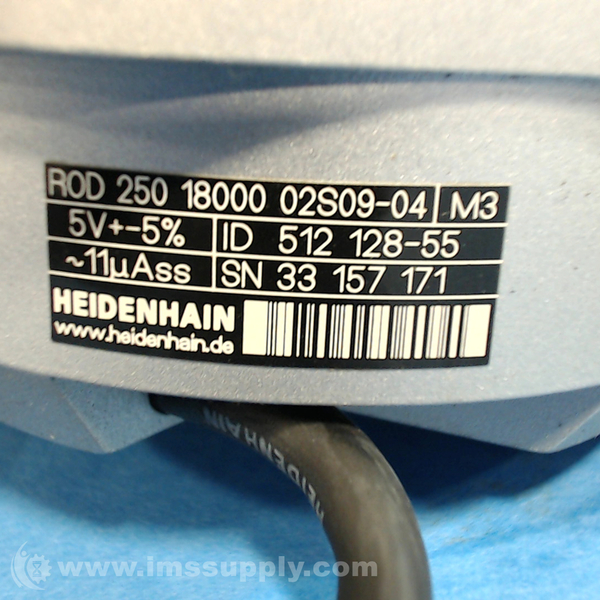 ROD 250 18000 02S09-04 M3
5V+-5% ID 512 128-55
~11µAss SN 33 157 171
HEIDENHAIN
www.heidenhain.de
HEIDENHAIN
www.imssupply.com